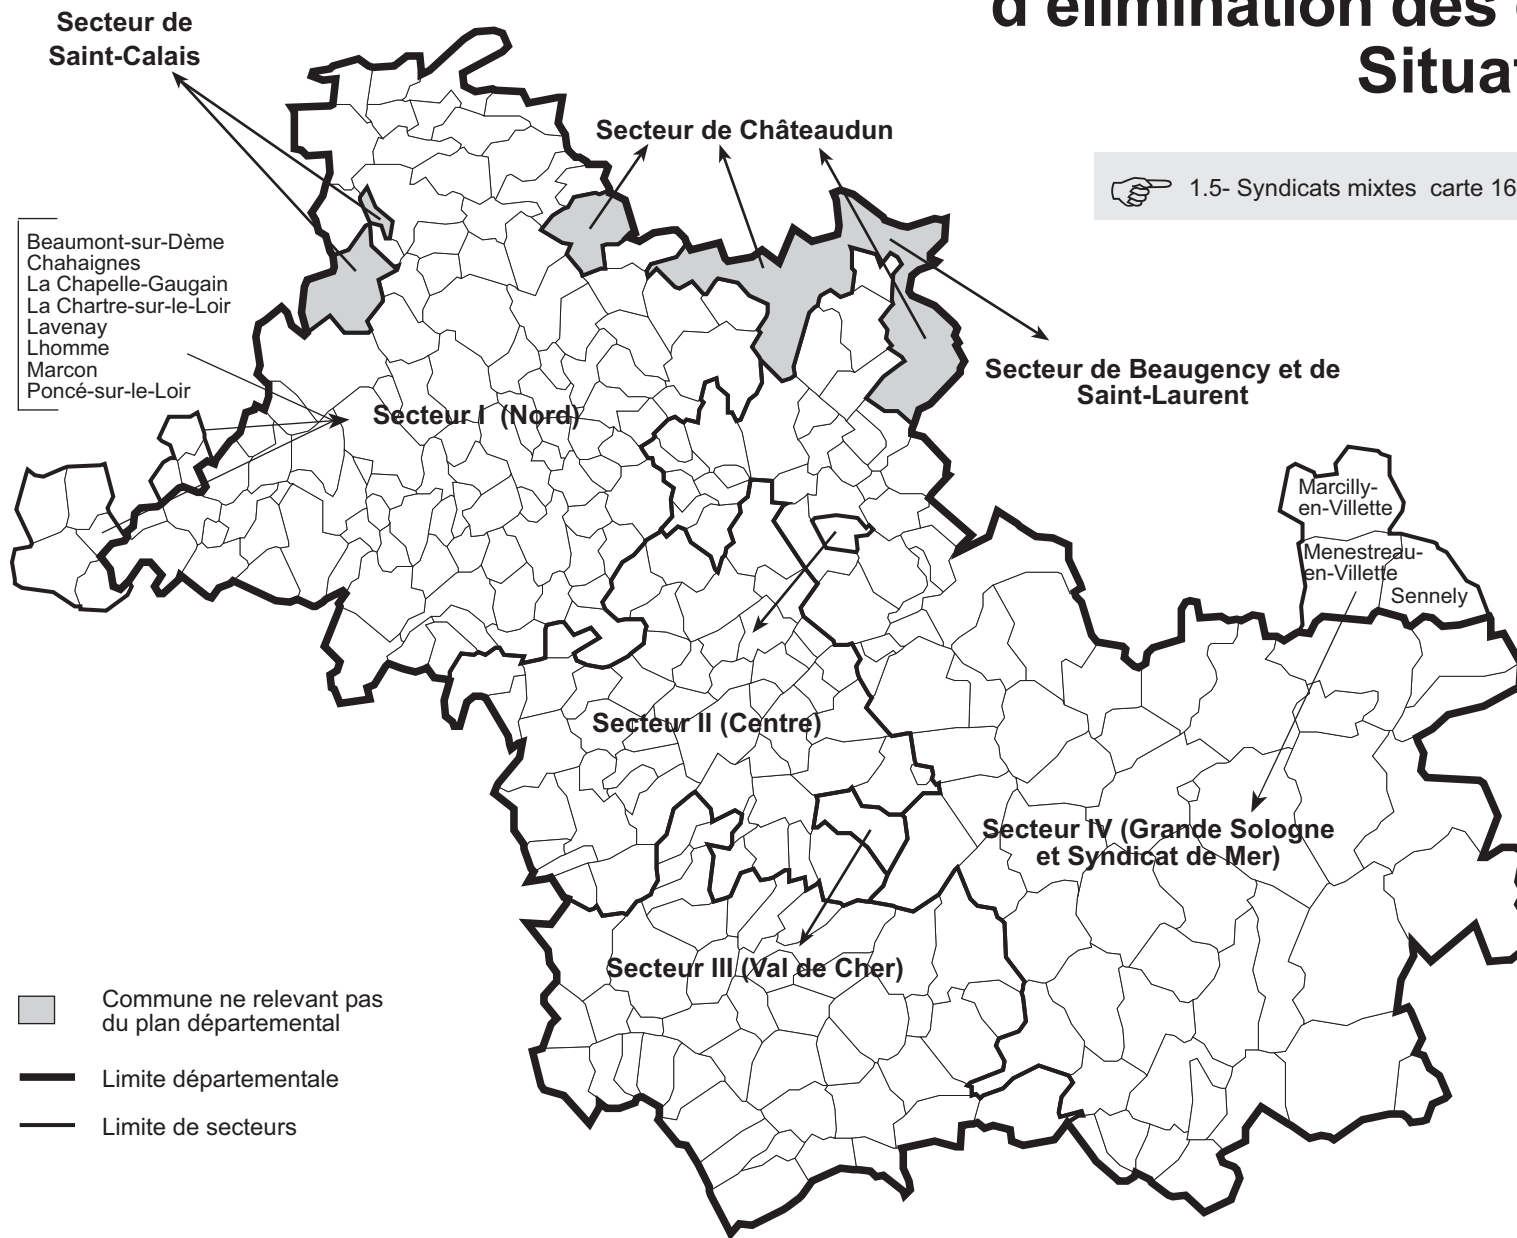 d'élimination des
Situat
Secteur de
Saint-Calais
Secteur de Châteaudun
1.5- Syndicats mixtes carte 16
Beaumont-sur-Dème
Chahaignes
La Chapelle-Gaugain
La Chartre-sur-le-Loir
Lavenay
Lhomme
Marcon
Poncé-sur-le-Loir
Secteur de Beaugency et de
Saint-Laurent
Secteur I (Nord)
Marcilly-
en-Villette
Menestreau-
en-Villette
Sennely
Secteur II (Centre)
Secteur IV (Grande Sologne
et Syndicat de Mer)
Secteur III (Val de Cher)
Commune ne relevant pas
du plan départemental
Limite départementale
Limite de secteurs